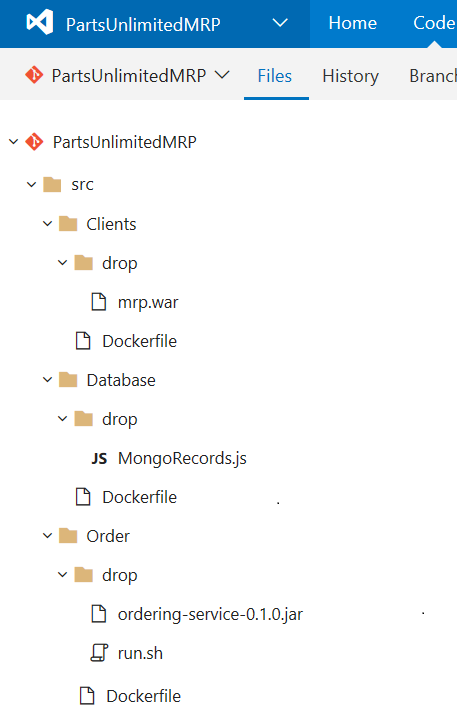 PartsUnlimitedMRP Home Code
PartsUnlimitedMRP Files History Branch
PartsUnlimitedMRP
src
Clients
drop
mrp.war
Dockerfile
Database
drop
JS MongoRecords.js
Dockerfile
Order
drop
ordering-service-0.1.0.jar
run.sh
Dockerfile